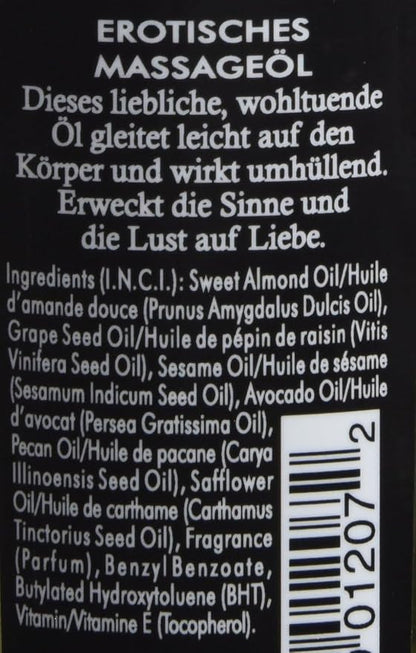 EROTISCHES
MASSAGEÖL
Dieses liebliche, wohltuende
Öl gleitet leicht auf den
Körper und wirkt umhüllend.
Erweckt die Sinne und
die Lust auf Liebe.
Ingredients (I.N.C.I.): Sweet Almond Oil/Huile
d'amande douce (Prunus Amygdalus Dulcis Oil),
Grape Seed Oil/Huile de pépin de raisin (Vitis
Vinifera Seed Oil), Sesame Oil/Huile de sésame
(Sesamum Indicum Seed Oil), Avocado Oil/Huile
d'avocat (Persea Gratissima Oil),
Pecan Oil/Huile de pacane (Carya
Illinoensis Seed Oil), Safflower
Oil/Huile de carthame (Carthamus
Tinctorius Seed Oil), Fragrance
(Parfum), Benzyl Benzoate,
Butylated Hydroxytoluene (BHT),
Vitamin/Vitamine E (Tocopherol).
01207 2